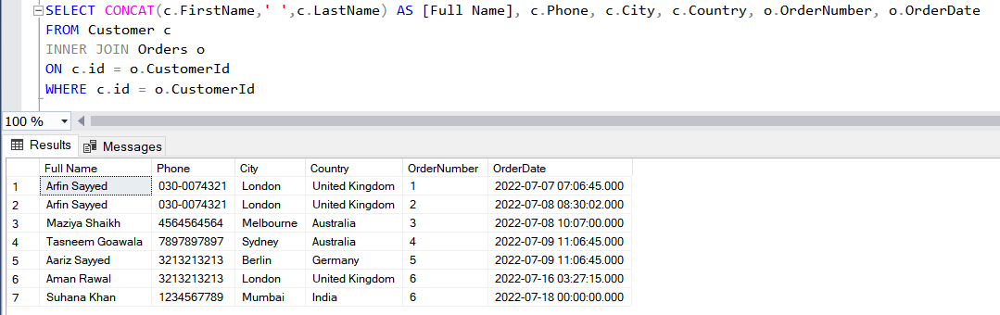 SELECT CONCAT(c.FirstName,' ',c.LastName) AS [Full Name], c.Phone, c.City, c.Country, o.OrderNumber, o.OrderDate
FROM Customer c
INNER JOIN Orders o
ON c.id = o.CustomerId
WHERE c.id = o.CustomerId
100 %
Results Messages
Full Name Phone City Country OrderNumber OrderDate
1 Arfin Sayyed 030-0074321 London United Kingdom 1 2022-07-07 07:06:45.000
2 Arfin Sayyed 030-0074321 London United Kingdom 2 2022-07-08 08:30:02.000
3 Maziya Shaikh 4564564564 Melbourne Australia 3 2022-07-08 10:07:00.000
4 Tasneem Goawala 7897897897 Sydney Australia 4 2022-07-09 11:06:45.000
5 Aariz Sayyed 3213213213 Berlin Germany 5 2022-07-09 11:06:45.000
6 Aman Rawal 3213213213 London United Kingdom 6 2022-07-16 03:27:15.000
7 Suhana Khan 1234567789 Mumbai India 6 2022-07-18 00:00:00.000